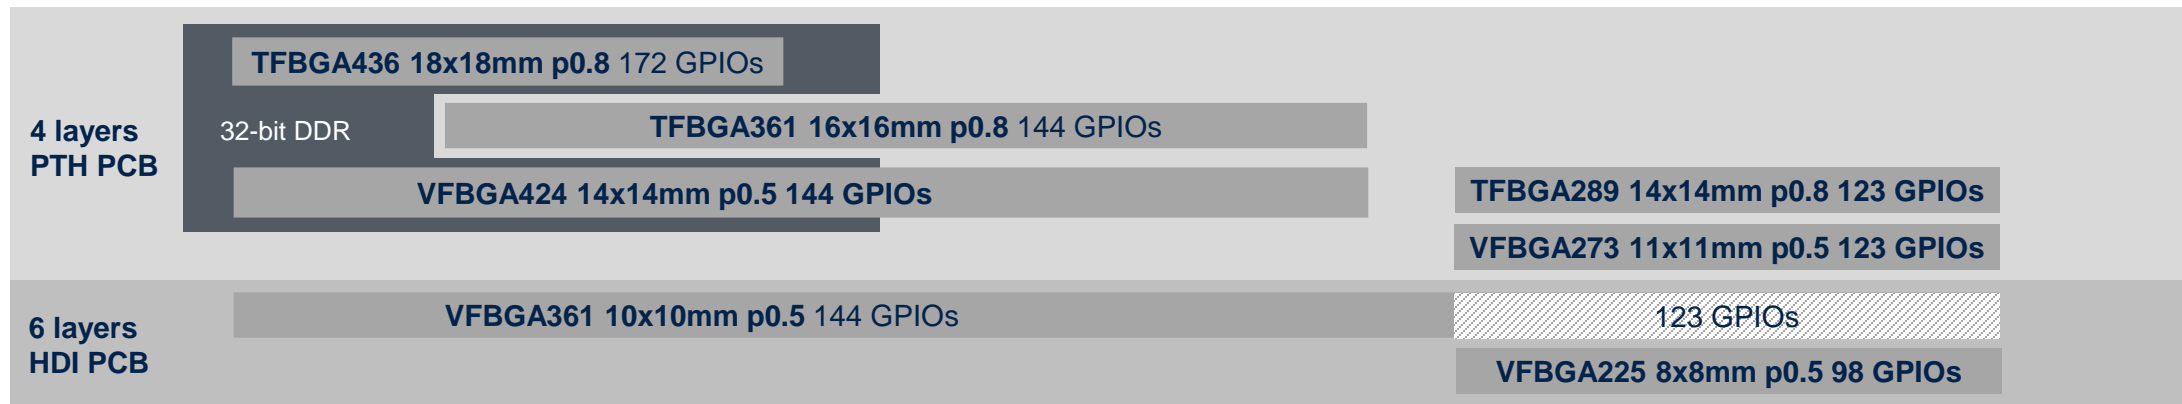 TFBGA436 18x18mm p0.8 172 GPIOs
4 layers
PTH PCB
32-bit DDR
TFBGA361 16x16mm p0.8 144 GPIOs
VFBGA424 14x14mm p0.5 144 GPIOs
TFBGA289 14x14mm p0.8 123 GPIOs
VFBGA273 11x11mm p0.5 123 GPIOs
6 layers
HDI PCB
VFBGA361 10x10mm p0.5 144 GPIOs
123 GPIOs
VFBGA225 8x8mm p0.5 98 GPIOs